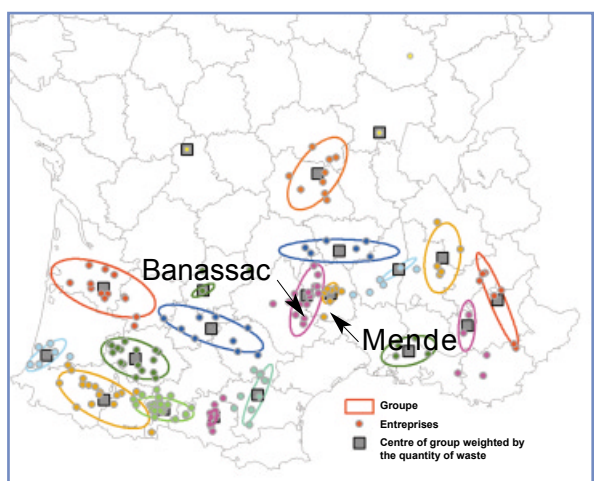 Banassac
Mende
Groupe
Entreprises
Centre of group weighted by
the quantity of waste